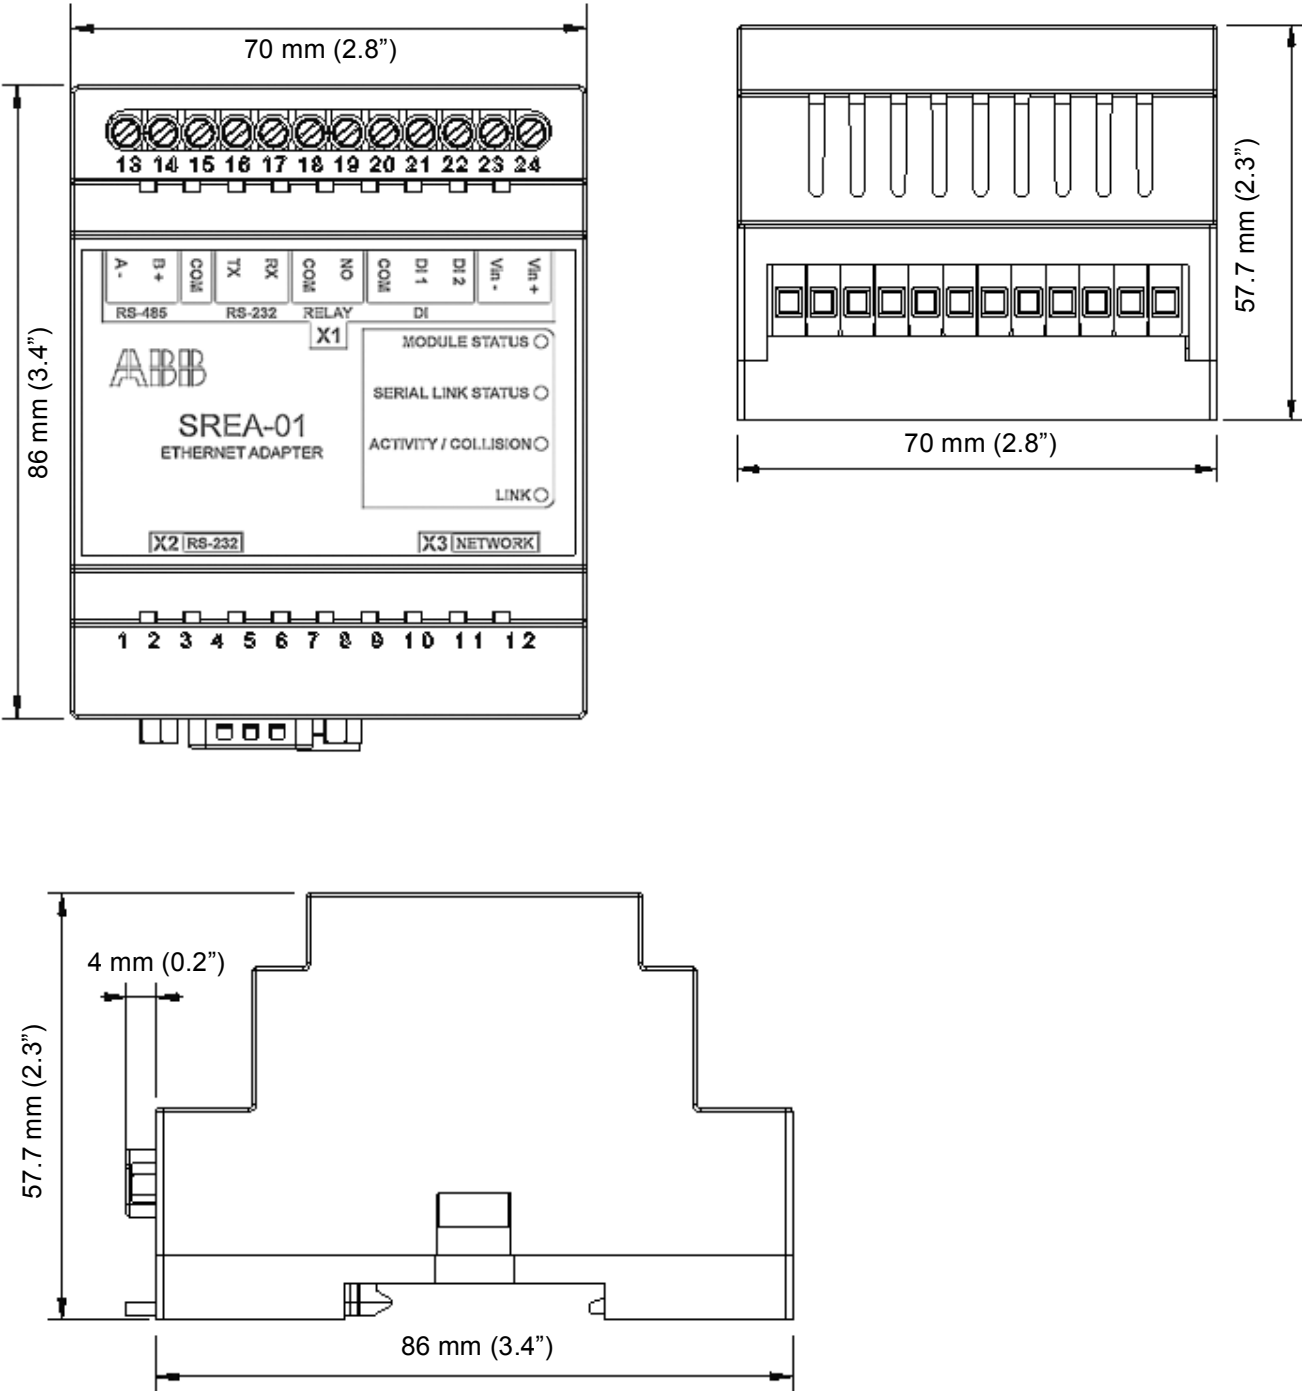 70 mm (2.8”)
13 14 15 16 17 18 19 20 21 22 23 24
A - B + COM TX RX COM NO COM DI 1 DI 2 Vin - Vin +
RS-485 RS-232 RELAY DI
X1
MODULE STATUS
ABB
SERIAL LINK STATUS
SREA-01
ETHERNET ADAPTER
ACTIVITY / COLLISION
LINK
X2 RS-232 X3 NETWORK
1 2 3 4 5 6 7 8 9 10 11 12
86 mm (3.4”)
57.7 mm (2.3”)
70 mm (2.8”)
4 mm (0.2”)
57.7 mm (2.3”)
86 mm (3.4”)